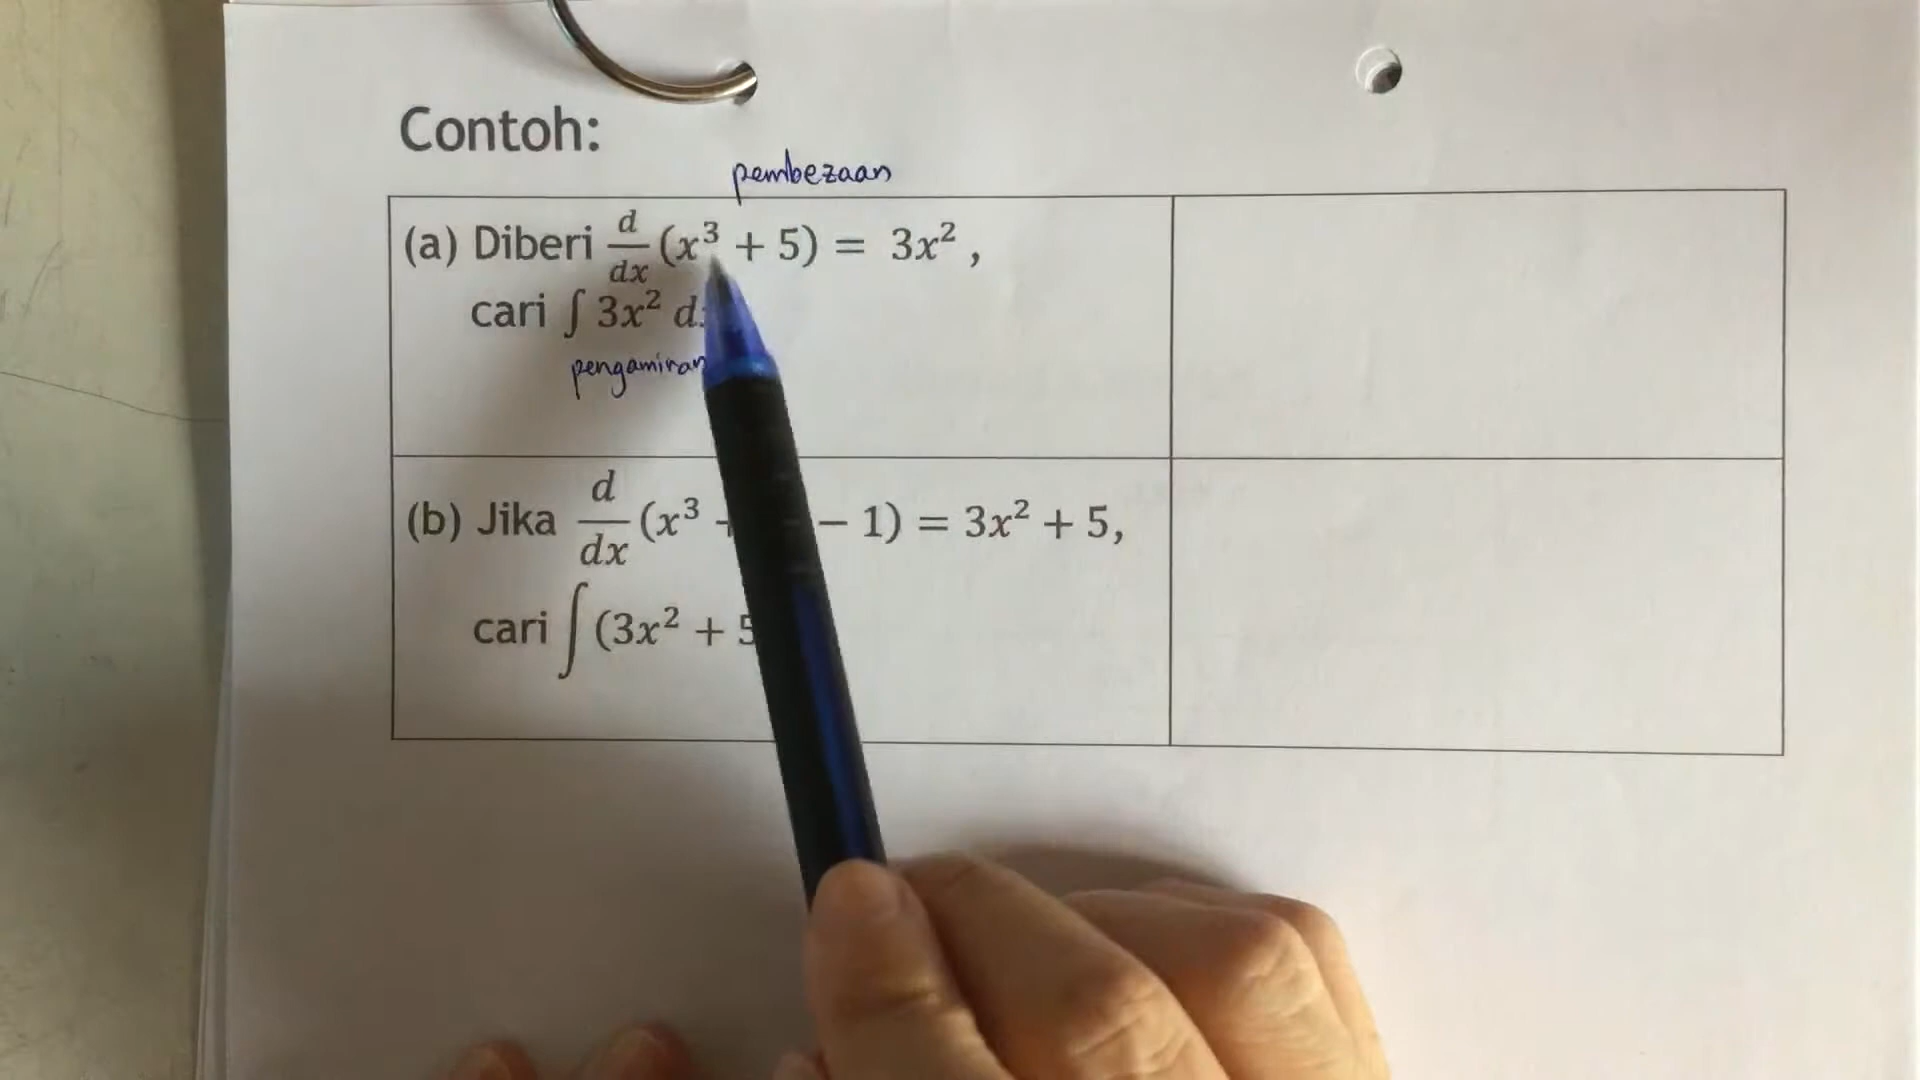 Contoh:
pembezaan
(a) Diberi d/dx (x³ + 5) = 3x²,
cari ∫ 3x² d
pengamiran
(b) Jika d/dx (x³ − 1) = 3x² + 5,
cari ∫ (3x² + 5